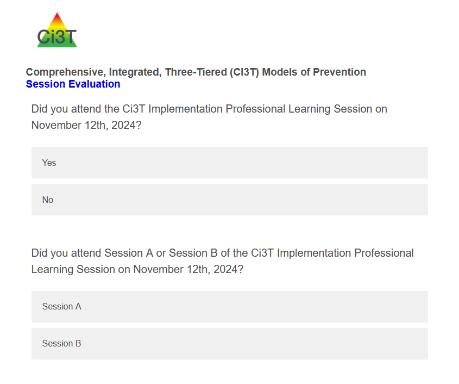 Ci3T
Comprehensive, Integrated, Three-Tiered (CI3T) Models of Prevention
Session Evaluation
Did you attend the Ci3T Implementation Professional Learning Session on
November 12th, 2024?
Yes
No
Did you attend Session A or Session B of the Ci3T Implementation Professional
Learning Session on November 12th, 2024?
Session A
Session B